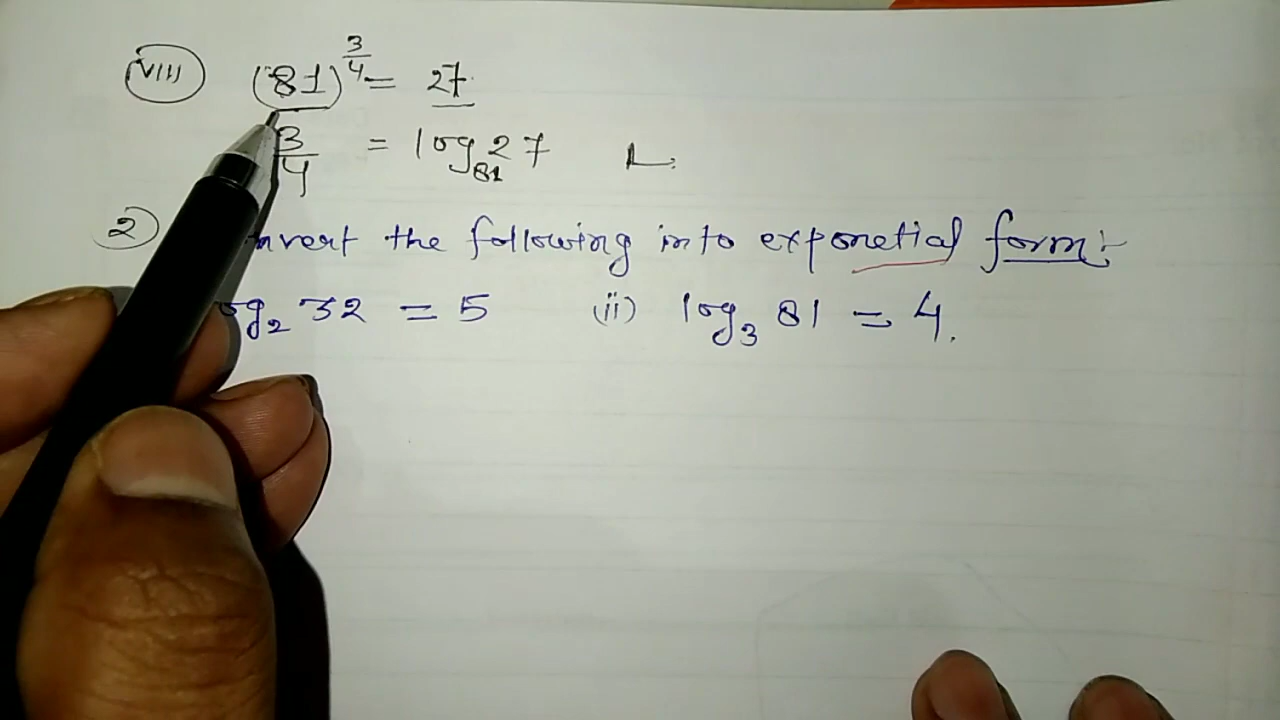 (VIII) (81)^3/4 = 27
3/4 = log81 27
2) nvert the following into exponetial form:-
og2 32 = 5 (ii) log3 81 = 4.